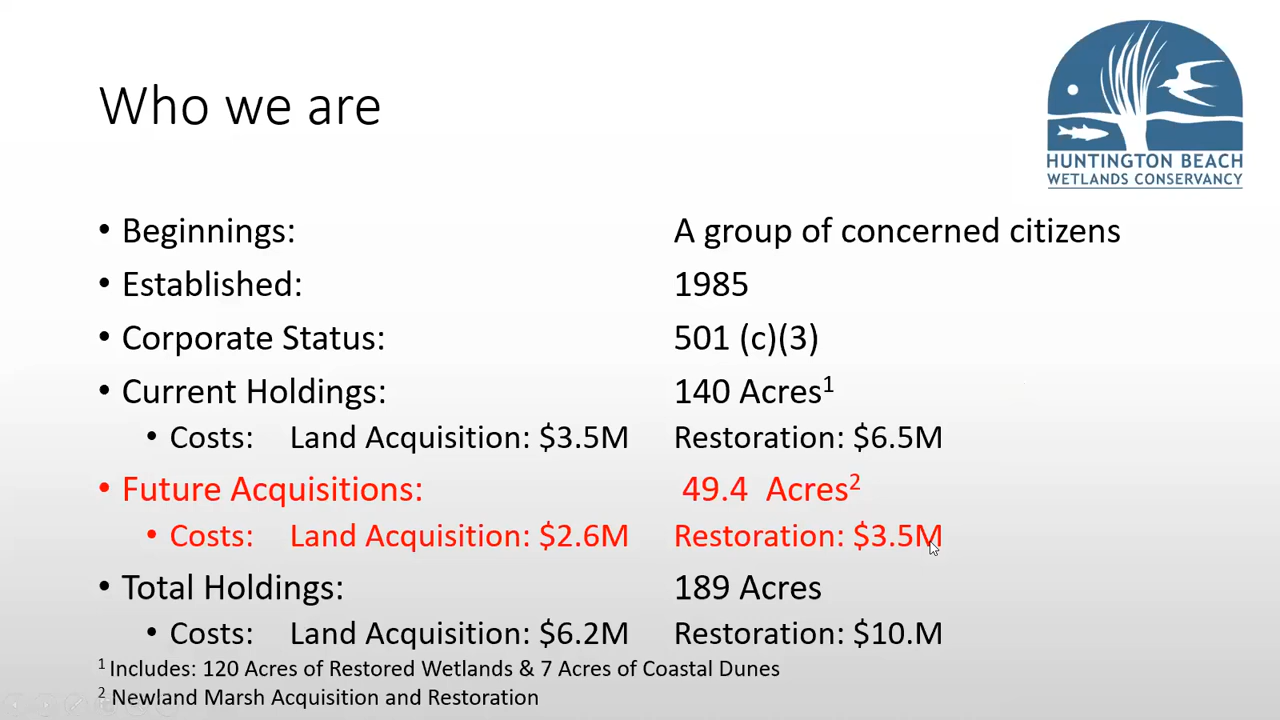 Who we are
HUNTINGTON BEACH
WETLANDS CONSERVANCY
• Beginnings: A group of concerned citizens
• Established: 1985
• Corporate Status: 501 (c)(3)
• Current Holdings: 140 Acres¹
• Costs: Land Acquisition: $3.5M Restoration: $6.5M
• Future Acquisitions: 49.4 Acres²
• Costs: Land Acquisition: $2.6M Restoration: $3.5M
• Total Holdings: 189 Acres
• Costs: Land Acquisition: $6.2M Restoration: $10.M
¹ Includes: 120 Acres of Restored Wetlands & 7 Acres of Coastal Dunes
² Newland Marsh Acquisition and Restoration